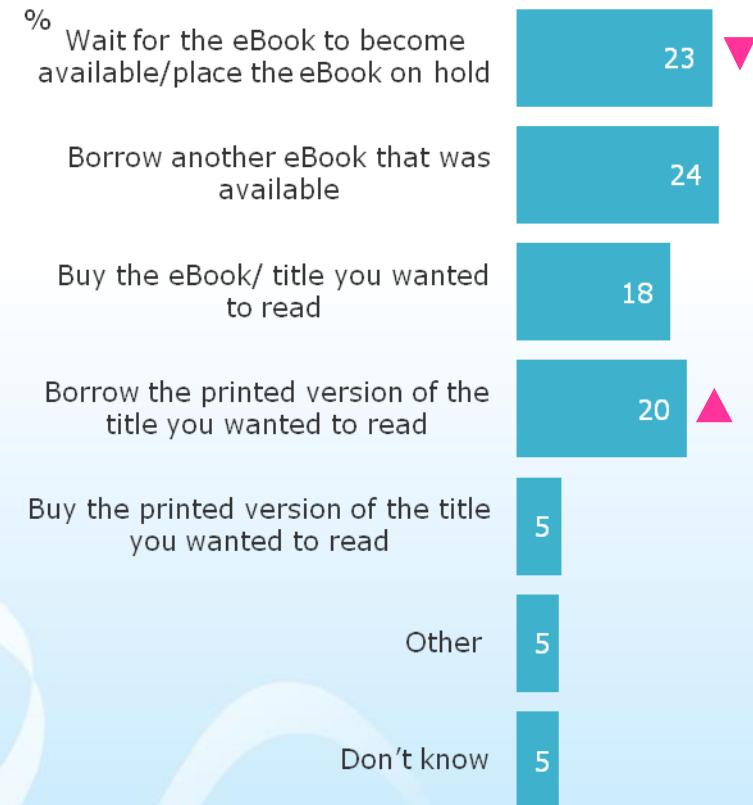 %
Wait for the eBook to become
available/place the eBook on hold
23
Borrow another eBook that was
available
24
Buy the eBook/ title you wanted
to read
18
Borrow the printed version of the
title you wanted to read
20
Buy the printed version of the title
you wanted to read
5
Other
5
Don't know
5